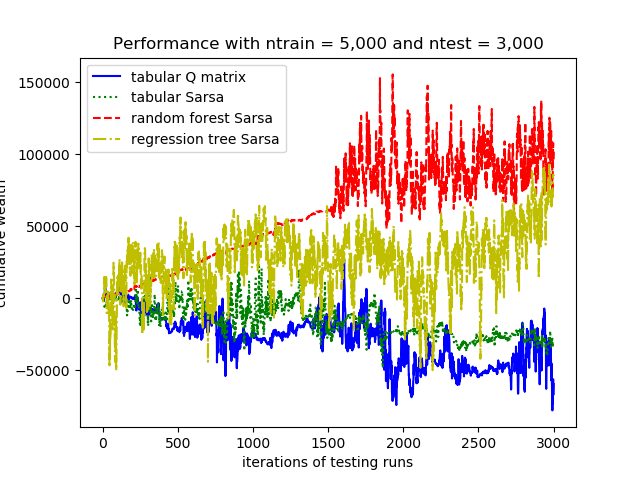 Performance with ntrain = 5,000 and ntest = 3,000
tabular Q matrix
tabular Sarsa
random forest Sarsa
regression tree Sarsa
150000
100000
50000
0
−50000
cumulative wealth
0 500 1000 1500 2000 2500 3000
iterations of testing runs